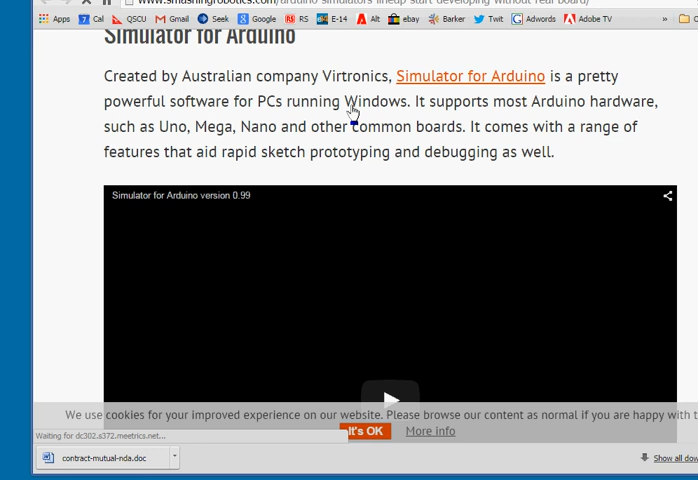 www.smashingrobotics.com/arduino-simulators-lineup-start-developing-without-real-board/
Apps 7 Cal QSCU M Gmail Seek 8 Google RS RS E-14 Alt ebay Barker Twit Adwords Adobe TV »
Simulator for Arduino
Created by Australian company Virtronics, Simulator for Arduino is a pretty
powerful software for PCs running Windows. It supports most Arduino hardware,
such as Uno, Mega, Nano and other common boards. It comes with a range of
features that aid rapid sketch prototyping and debugging as well.
Simulator for Arduino version 0.99
We use cookies for your improved experience on our website. Please browse our content as normal if you are happy with t
It's OK More info
Waiting for dc302.s372.meetrics.net...
contract-mutual-nda.doc
Show all dow